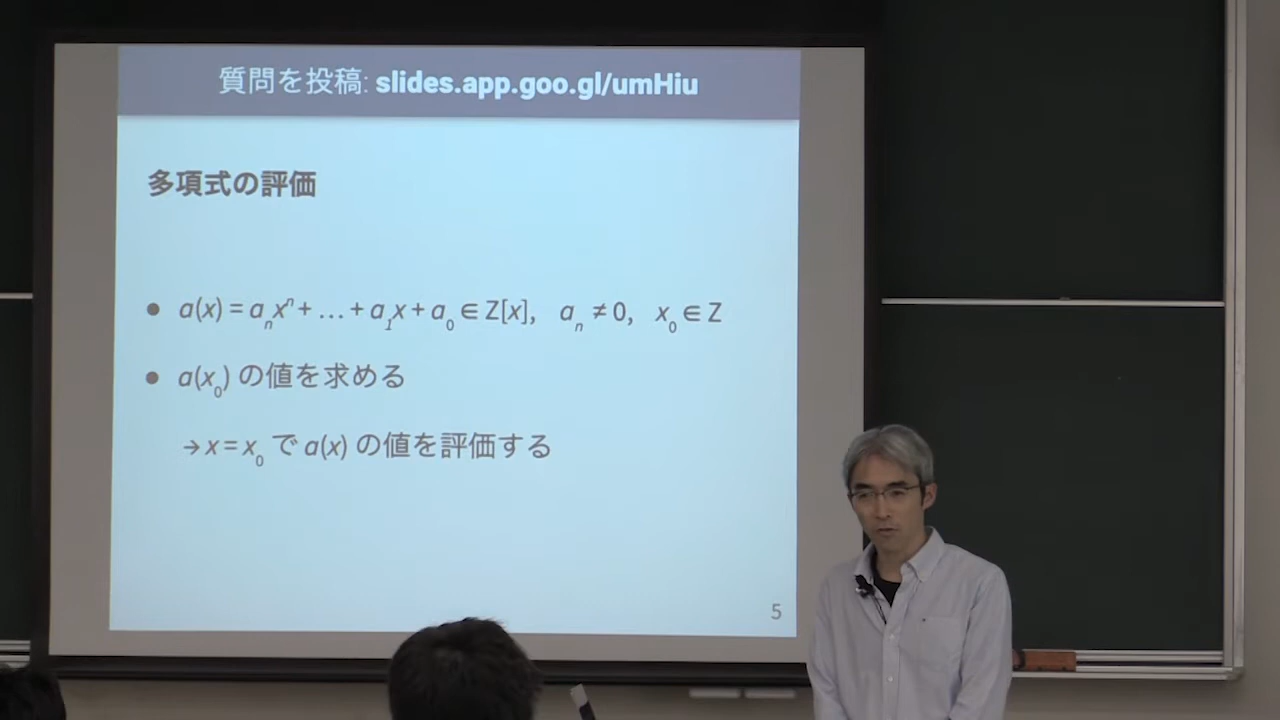 質問を投稿: slides.app.goo.gl/umHiu
多項式の評価
● a(x) = aₙxⁿ + … + a₁x + a₀ ∈ Z[x], aₙ ≠ 0, x₀ ∈ Z
● a(x₀) の値を求める
→ x = x₀ で a(x) の値を評価する
5